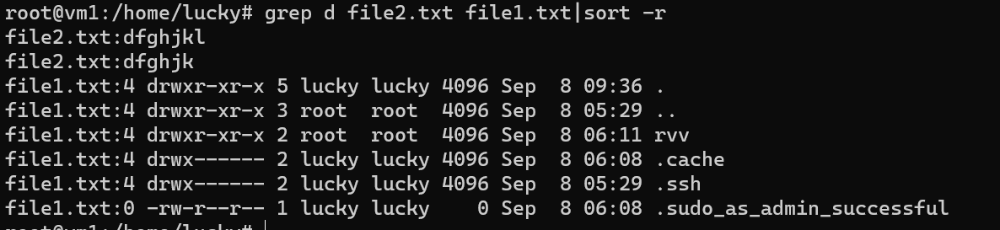 root@vm1:/home/lucky# grep d file2.txt file1.txt|sort -r
file2.txt:dfghjkl
file2.txt:dfghjk
file1.txt:4 drwxr-xr-x 5 lucky lucky 4096 Sep  8 09:36 .
file1.txt:4 drwxr-xr-x 3 root  root  4096 Sep  8 05:29 ..
file1.txt:4 drwxr-xr-x 2 root  root  4096 Sep  8 06:11 rvv
file1.txt:4 drwx------ 2 lucky lucky 4096 Sep  8 06:08 .cache
file1.txt:4 drwx------ 2 lucky lucky 4096 Sep  8 05:29 .ssh
file1.txt:0 -rw-r--r-- 1 lucky lucky    0 Sep  8 06:08 .sudo_as_admin_successful
root@vm1:/home/lucky#